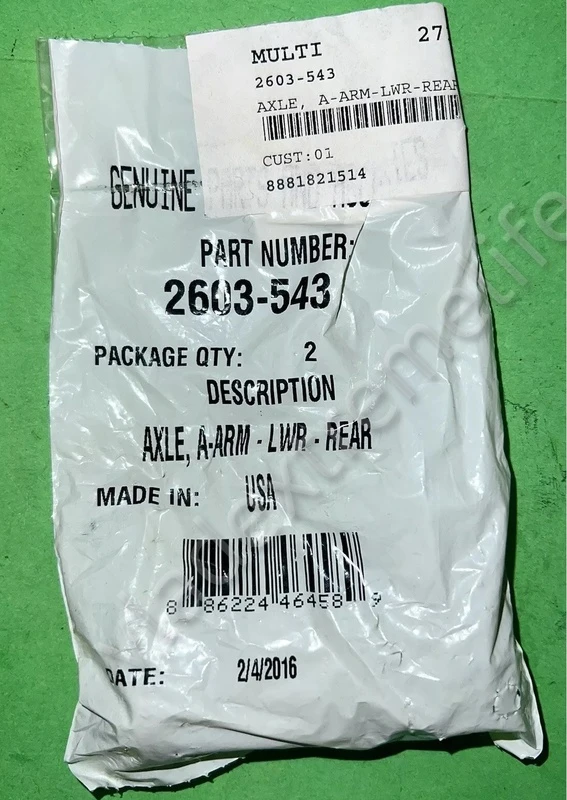 MULTI 27
2603-543
AXLE, A-ARM-LWR-REAR
CUST:01
8881821514
GENUINE
PART NUMBER:
2603-543
PACKAGE QTY: 2
DESCRIPTION
AXLE, A-ARM - LWR - REAR
MADE IN: USA
8 86224 46458 9
DATE: 2/4/2016